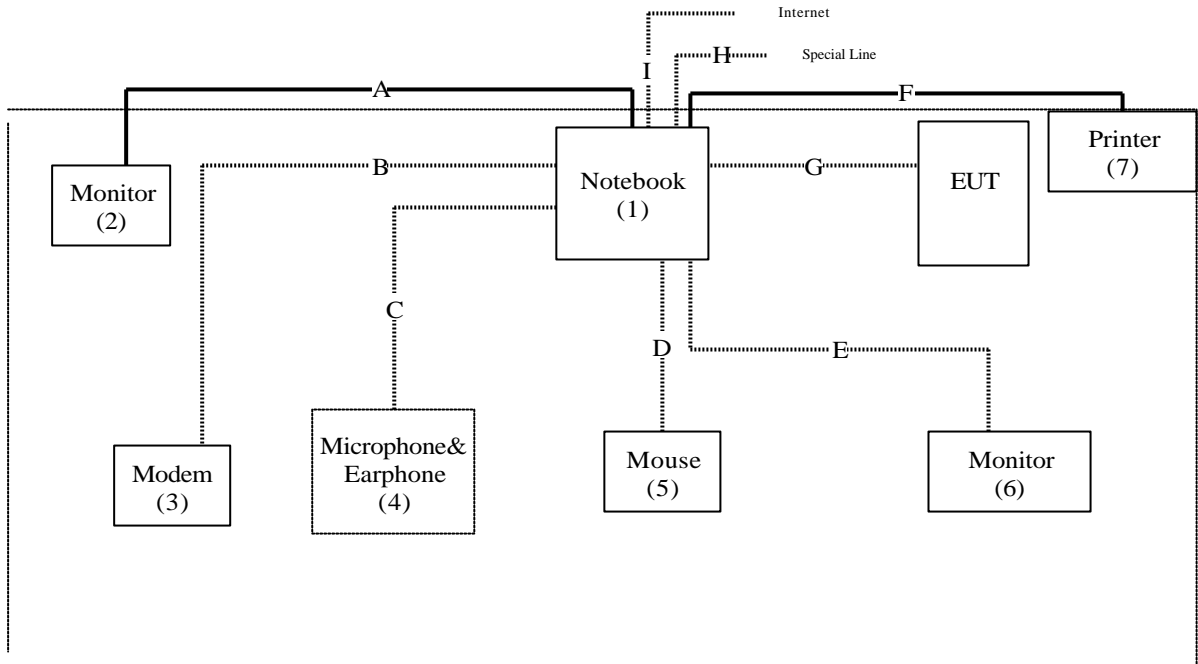 Internet
H
Special Line
I
A
F
Printer
(7)
B
Notebook
(1)
G
EUT
Monitor
(2)
C
D
E
Microphone&
Earphone
(4)
Modem
(3)
Mouse
(5)
Monitor
(6)